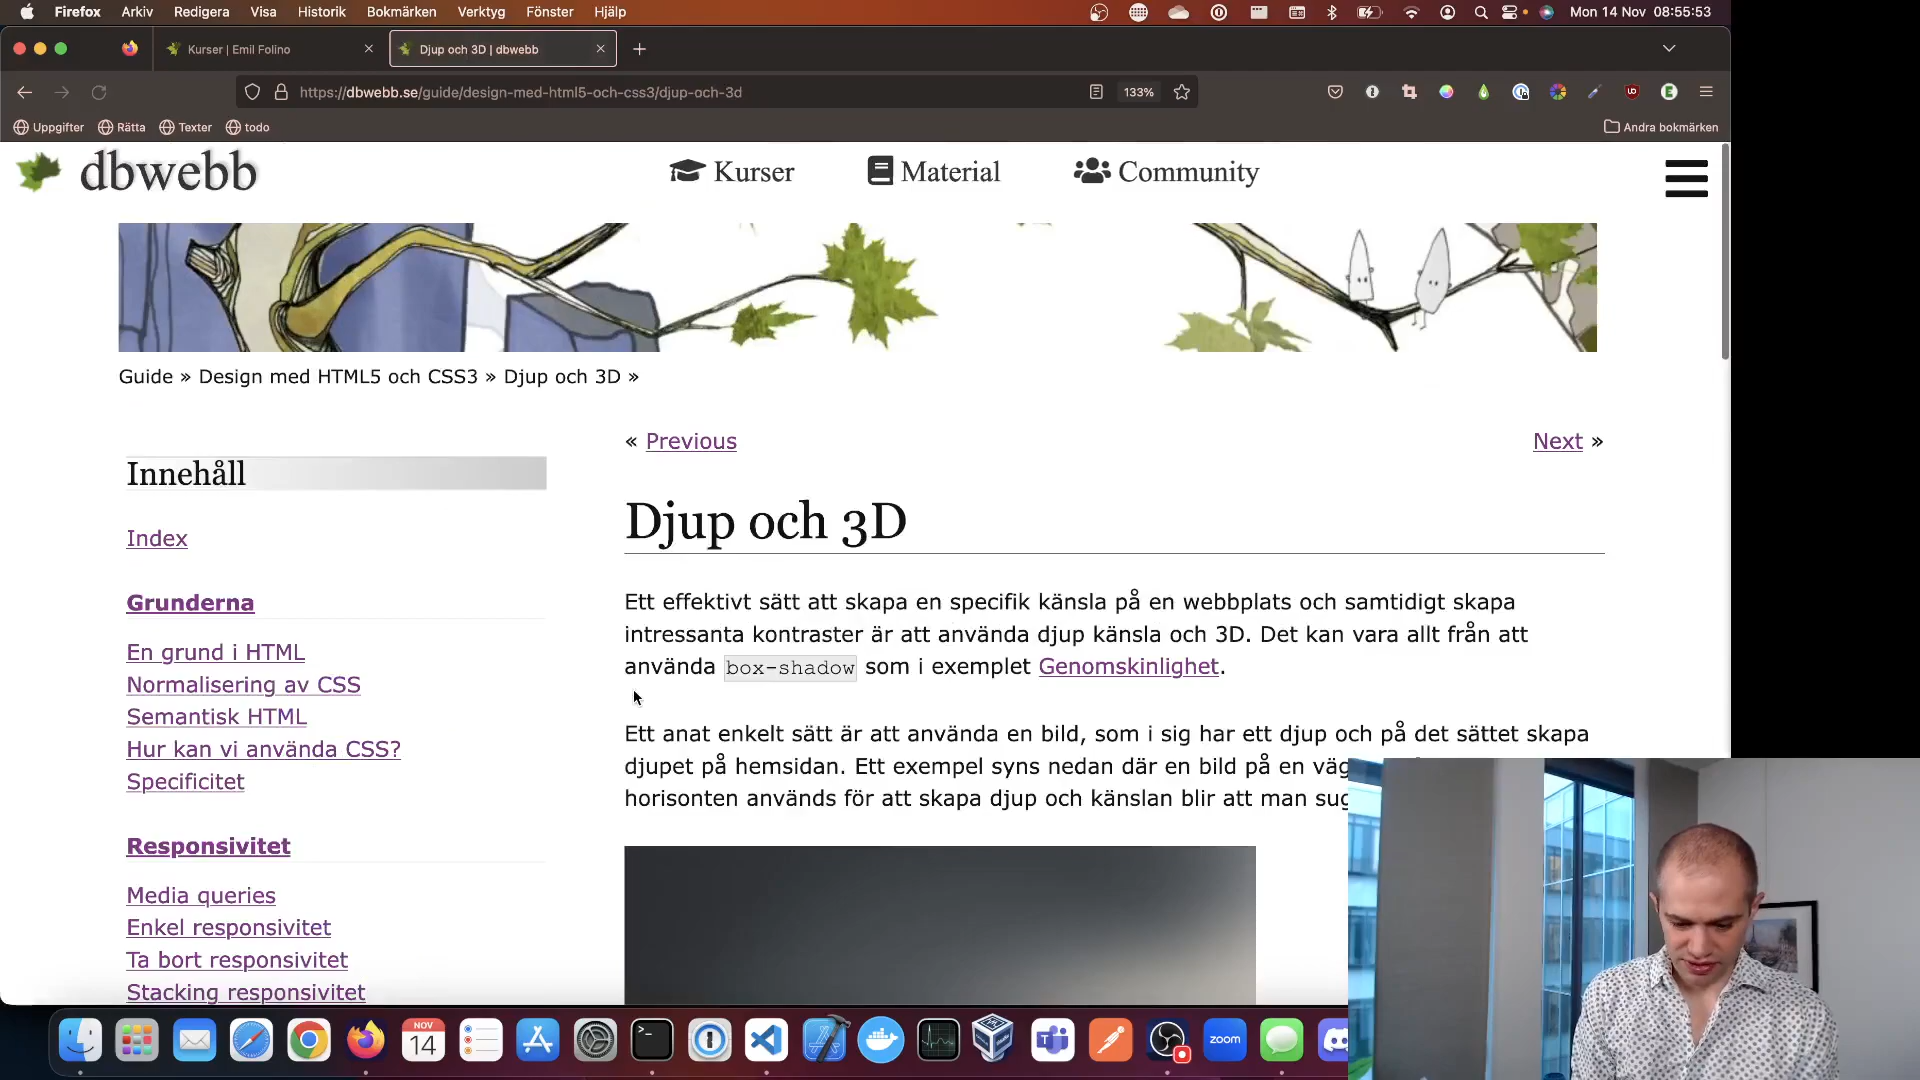 Firefox Arkiv Redigera Visa Historik Bokmärken Verktyg Fönster Hjälp Mon 14 Nov 08:55:53
Kurser | Emil Folino
Djup och 3D | dbwebb
https://dbwebb.se/guide/design-med-html5-och-css3/djup-och-3d 133%
Uppgifter Rätta Texter todo Andra bokmärken
dbwebb Kurser Material Community
Guide » Design med HTML5 och CSS3 » Djup och 3D »
« Previous Next »
Innehåll
Index
Grunderna
En grund i HTML
Normalisering av CSS
Semantisk HTML
Hur kan vi använda CSS?
Specificitet
Responsivitet
Media queries
Enkel responsivitet
Ta bort responsivitet
Stacking responsivitet
Djup och 3D
Ett effektivt sätt att skapa en specifik känsla på en webbplats och samtidigt skapa
intressanta kontraster är att använda djup känsla och 3D. Det kan vara allt från att
använda box-shadow som i exemplet Genomskinlighet.
Ett anat enkelt sätt är att använda en bild, som i sig har ett djup och på det sättet skapa
djupet på hemsidan. Ett exempel syns nedan där en bild på en väg
horisonten används för att skapa djup och känslan blir att man sug
NOV
14
zoom